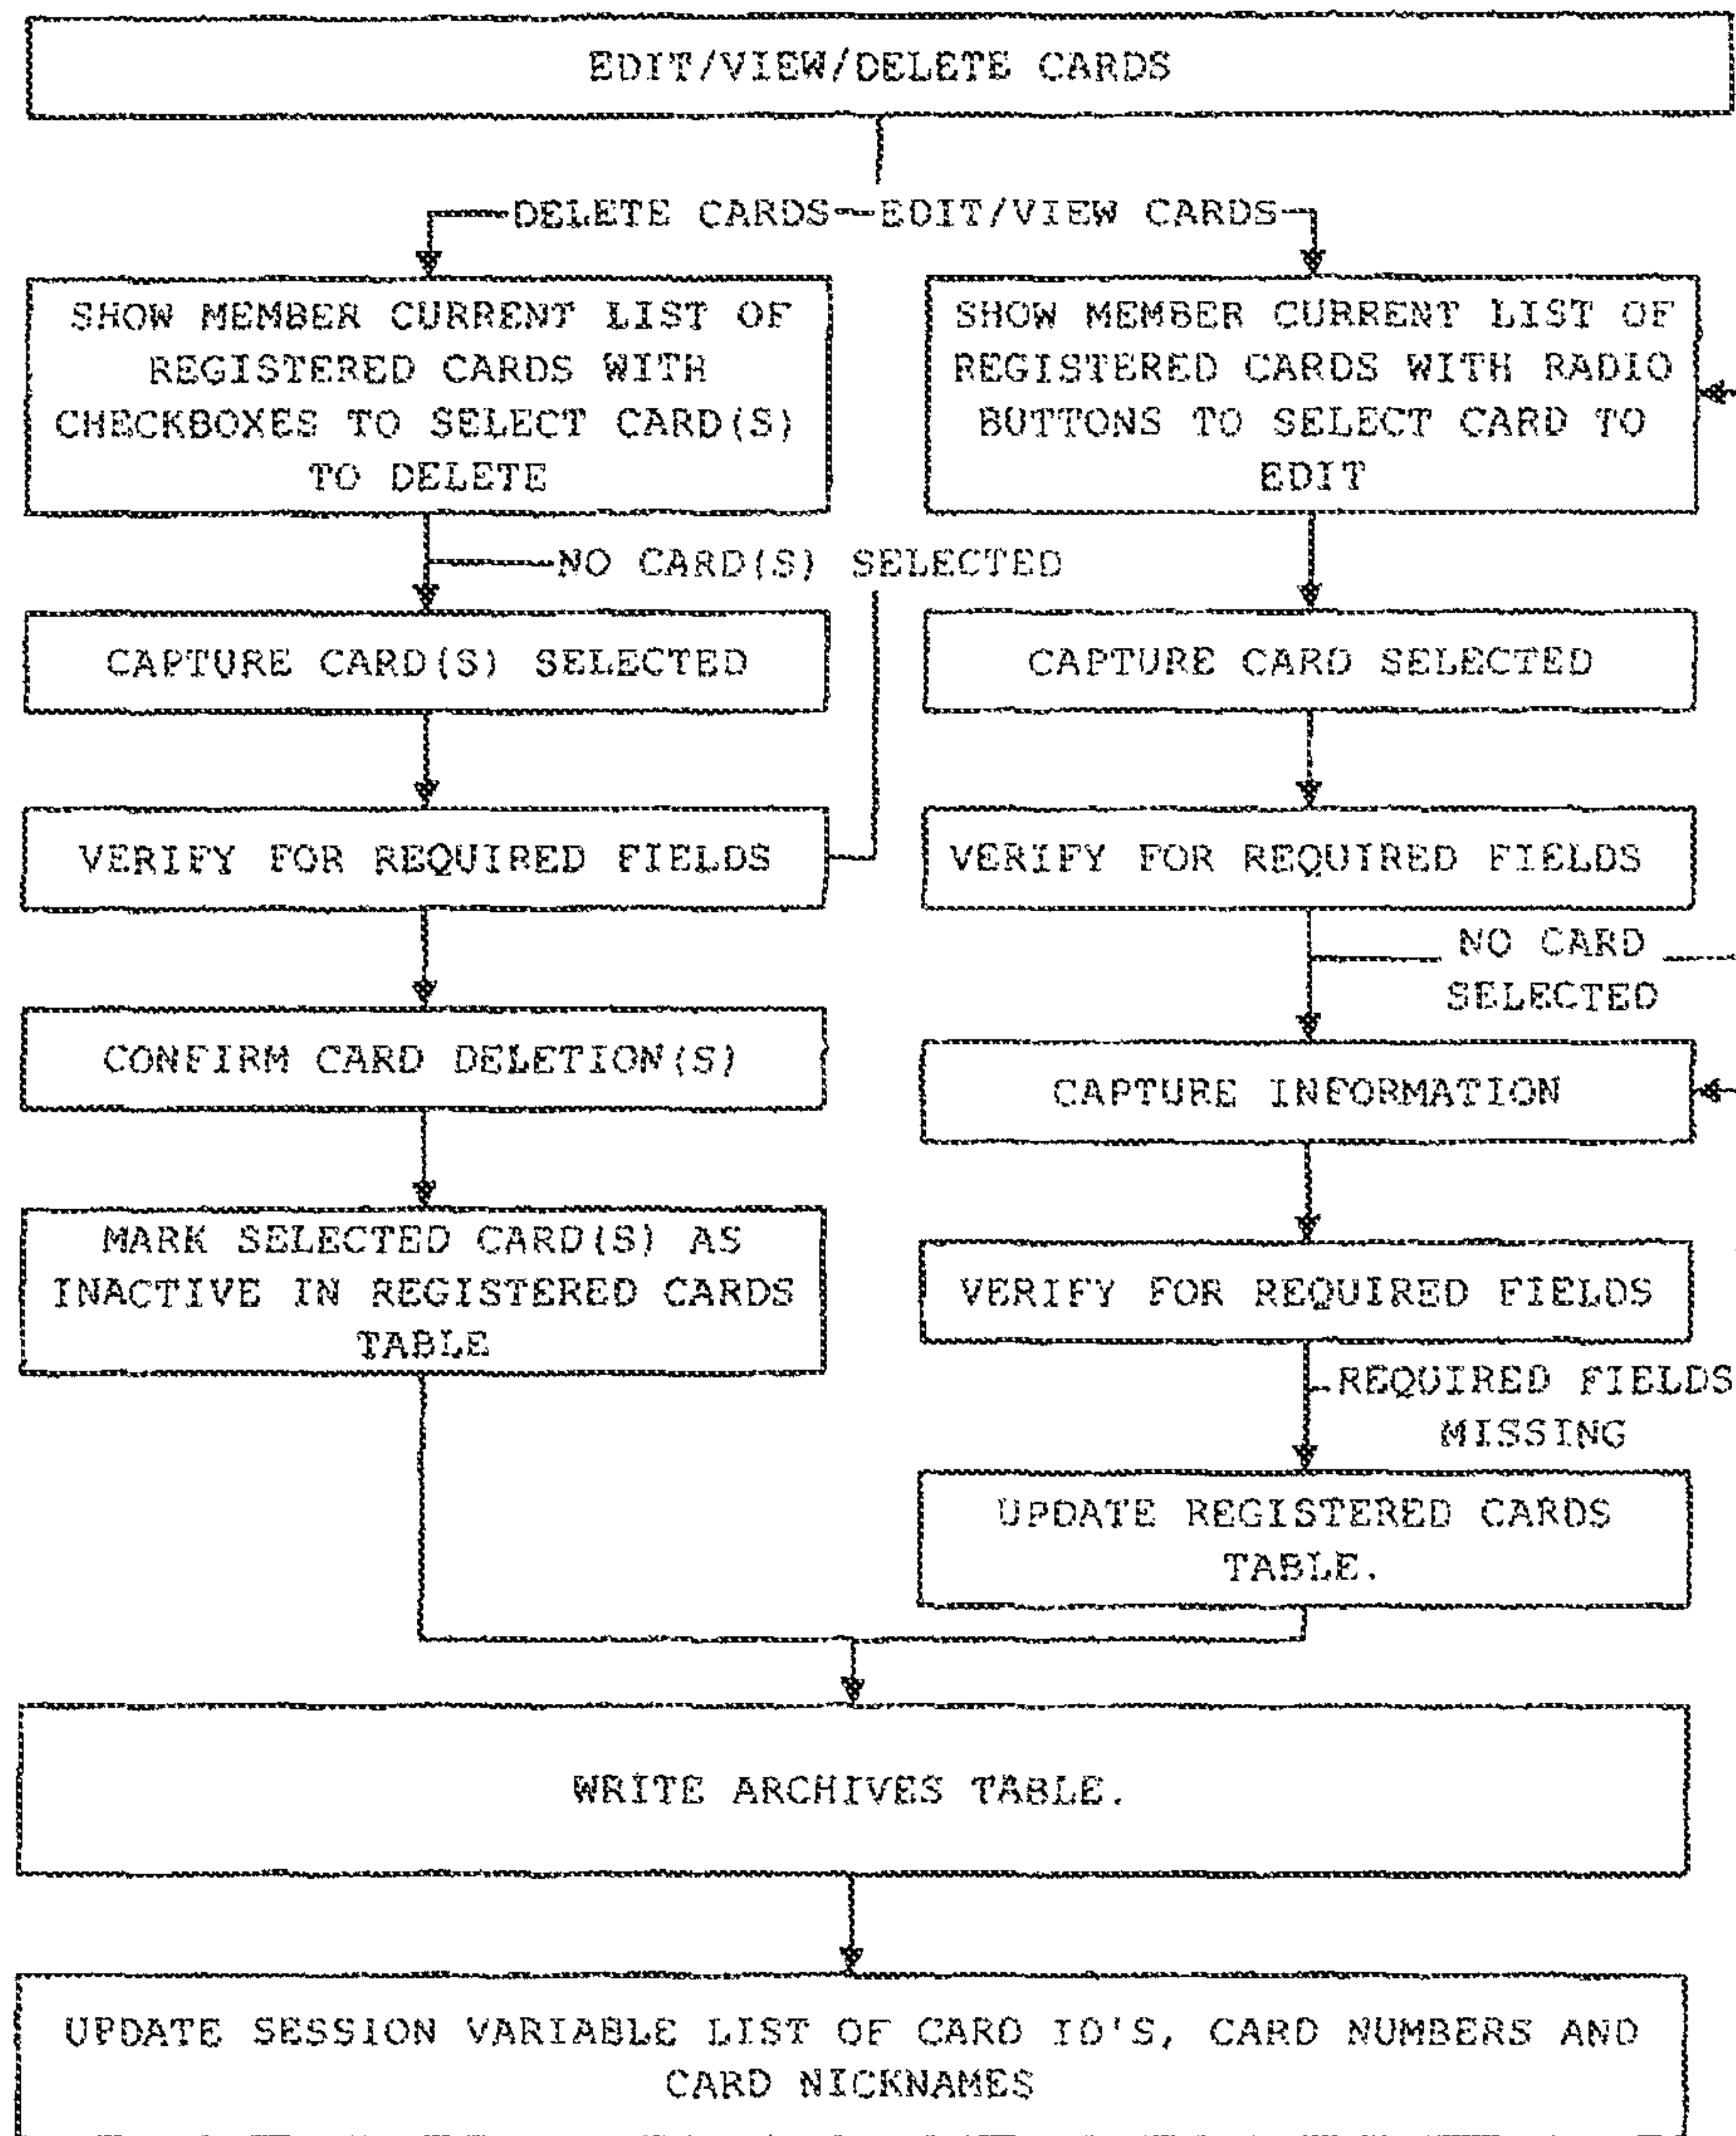 EDIT/VIEW/DELETE CARDS
DELETE CARDS
EDIT/VIEW CARDS
SHOW MEMBER CURRENT LIST OF
REGISTERED CARDS WITH
CHECKBOXES TO SELECT CARD(S)
TO DELETE
SHOW MEMBER CURRENT LIST OF
REGISTERED CARDS WITH RADIO
BUTTONS TO SELECT CARD TO
EDIT
NO CARD(S) SELECTED
CAPTURE CARD(S) SELECTED
CAPTURE CARD SELECTED
VERIFY FOR REQUIRED FIELDS
VERIFY FOR REQUIRED FIELDS
NO CARD
SELECTED
CONFIRM CARD DELETION(S)
CAPTURE INFORMATION
MARK SELECTED CARD(S) AS
INACTIVE IN REGISTERED CARDS
TABLE
VERIFY FOR REQUIRED FIELDS
REQUIRED FIELDS
MISSING
UPDATE REGISTERED CARDS
TABLE.
WRITE ARCHIVES TABLE.
UPDATE SESSION VARIABLE LIST OF CARD ID'S, CARD NUMBERS AND
CARD NICKNAMES